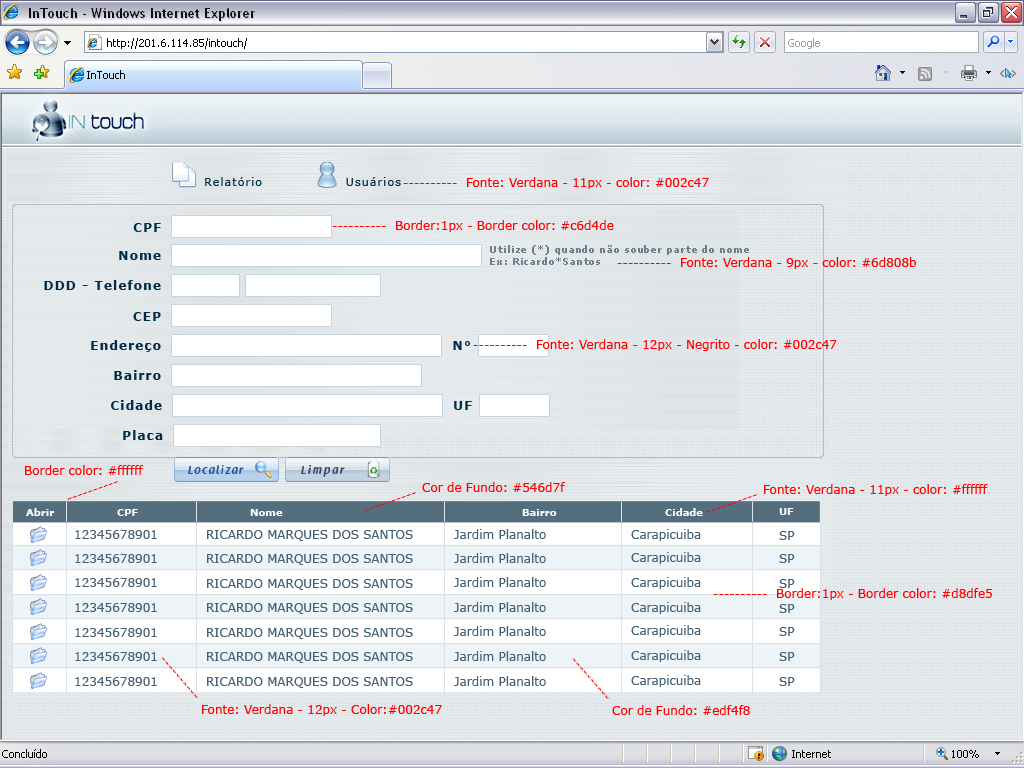 InTouch - Windows Internet Explorer
http://201.6.114.85/intouch/
Google
InTouch
IN touch
Relatório
Usuários---------- Fonte: Verdana - 11px - color: #002c47
CPF ---------- Border:1px - Border color: #c6d4de
Nome Utilize (*) quando não souber parte do nome
Ex: Ricardo*Santos ---------- Fonte: Verdana - 9px - color: #6d808b
DDD - Telefone
CEP
Endereço Nº ---------- Fonte: Verdana - 12px - Negrito - color: #002c47
Bairro
Cidade UF
Placa
Border color: #ffffff Localizar Limpar
Cor de Fundo: #546d7f Fonte: Verdana - 11px - color: #ffffff
Abrir CPF Nome Bairro Cidade UF
12345678901 RICARDO MARQUES DOS SANTOS Jardim Planalto Carapicuiba SP
12345678901 RICARDO MARQUES DOS SANTOS Jardim Planalto Carapicuiba SP
12345678901 RICARDO MARQUES DOS SANTOS Jardim Planalto Carapicuiba SP
---------- Border:1px - Border color: #d8dfe5
12345678901 RICARDO MARQUES DOS SANTOS Jardim Planalto Carapicuiba SP
12345678901 RICARDO MARQUES DOS SANTOS Jardim Planalto Carapicuiba SP
12345678901 RICARDO MARQUES DOS SANTOS Jardim Planalto Carapicuiba SP
12345678901 RICARDO MARQUES DOS SANTOS Jardim Planalto Carapicuiba SP
Fonte: Verdana - 12px - Color:#002c47 Cor de Fundo: #edf4f8
Concluído Internet 100%